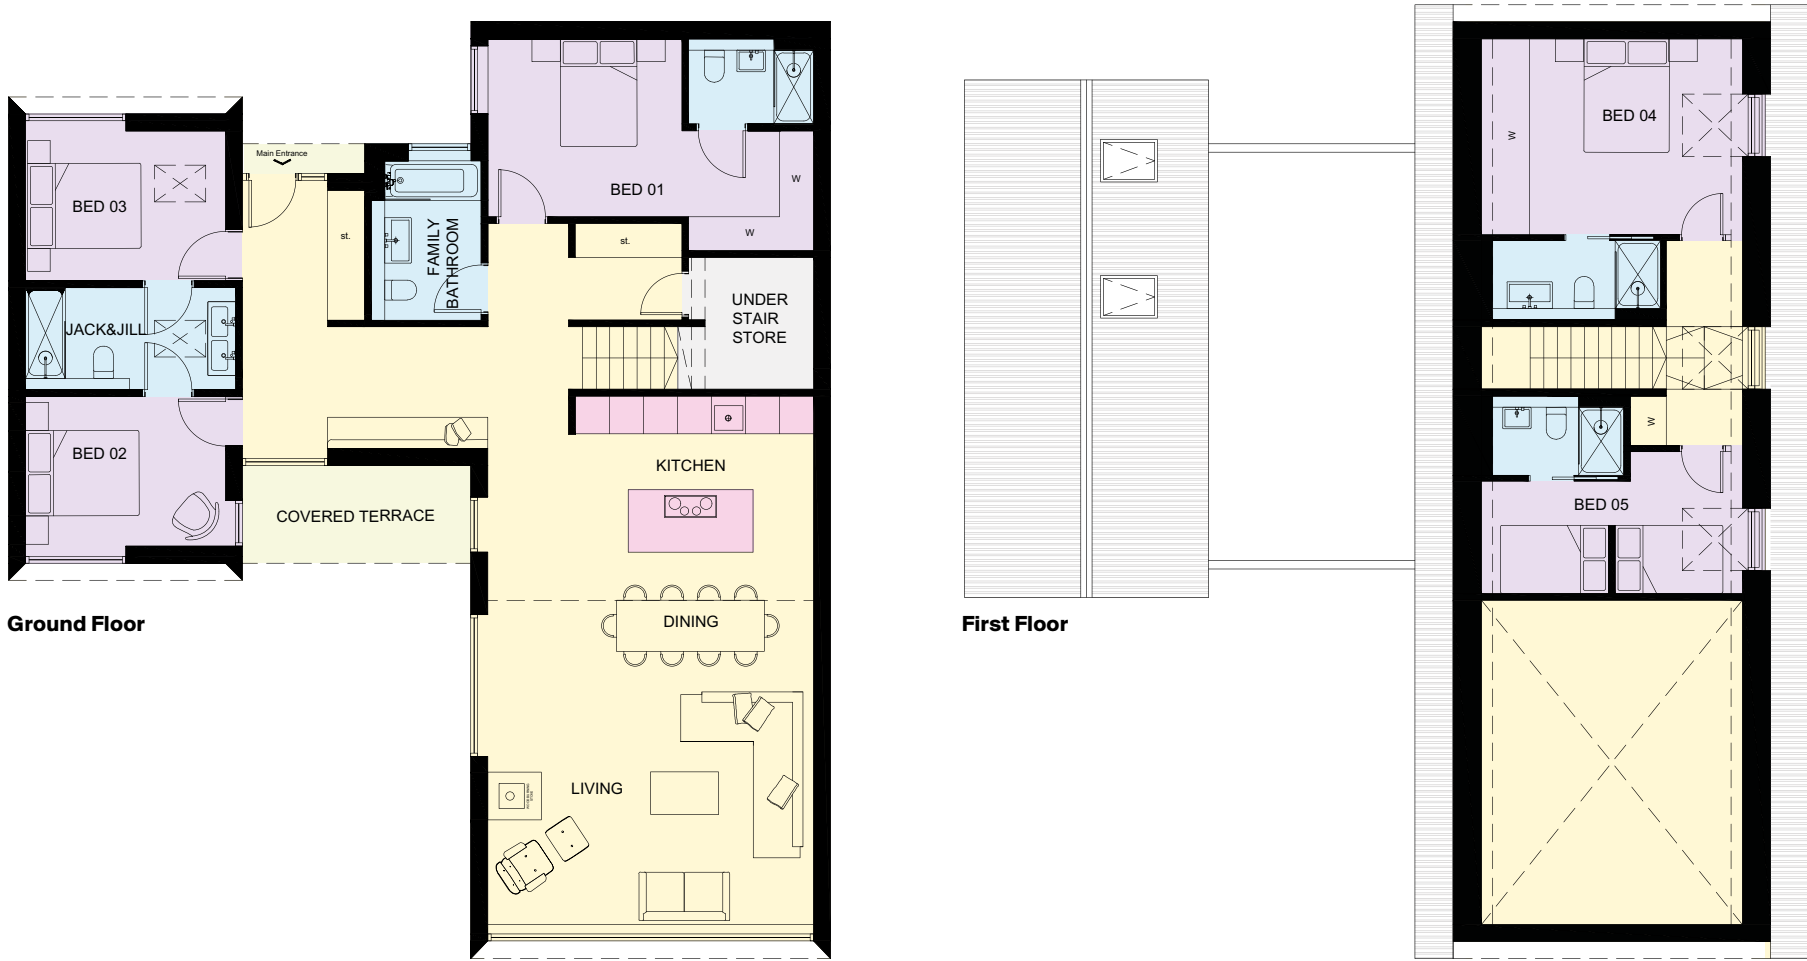 Main Entrance
BED 03
st.
FAMILY
BATHROOM
BED 01
W
W
st.
JACK&JILL
UNDER
STAIR
STORE
BED 02
COVERED TERRACE
KITCHEN
DINING
LIVING
Ground Floor
BED 04
W
W
BED 05
First Floor